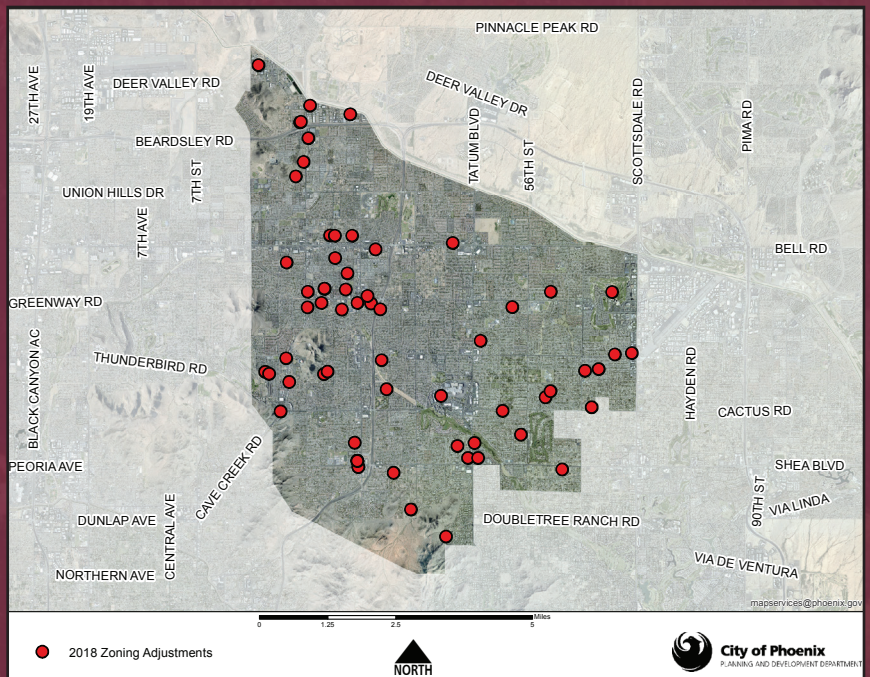 PINNACLE PEAK RD
27TH AVE
19TH AVE
DEER VALLEY RD
DEER VALLEY DR
SCOTTSDALE RD
PIMA RD
TATUM BLVD
56TH ST
BEARDSLEY RD
7TH ST
UNION HILLS DR
7TH AVE
BELL RD
GREENWAY RD
BLACK CANYON AC
THUNDERBIRD RD
HAYDEN RD
CACTUS RD
CAVE CREEK RD
PEORIA AVE
SHEA BLVD
90TH ST
VIA LINDA
CENTRAL AVE
DUNLAP AVE
DOUBLETREE RANCH RD
NORTHERN AVE
VIA DE VENTURA
mapservices@phoenix.gov
Miles
0 1.25 2.5 5
2018 Zoning Adjustments
NORTH
City of Phoenix
PLANNING AND DEVELOPMENT DEPARTMENT